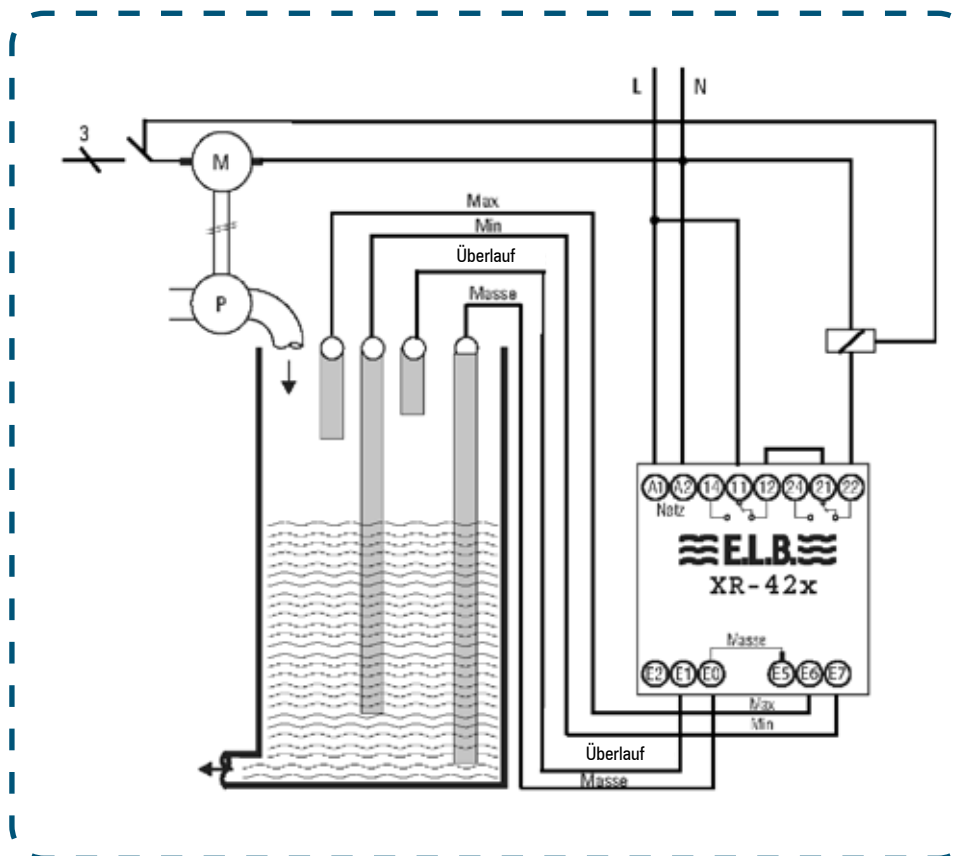 L N
3
M
Max
Min
Überlauf
Masse
P
A1 A2 14 11 12 24 21 22
Netz
E.L.B.
XR-42x
Masse
E2 E1 E0 E5 E6 E7
Max
Min
Überlauf
Masse